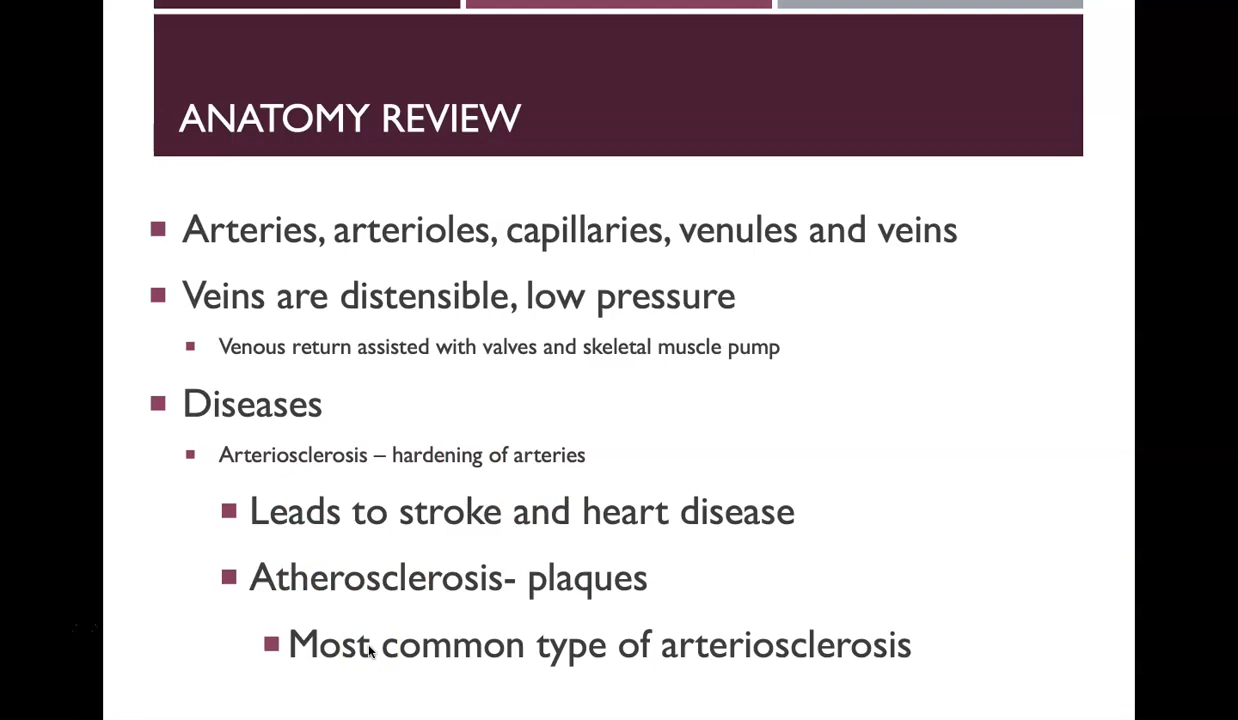 ANATOMY REVIEW
Arteries, arterioles, capillaries, venules and veins
Veins are distensible, low pressure
Venous return assisted with valves and skeletal muscle pump
Diseases
Arteriosclerosis – hardening of arteries
Leads to stroke and heart disease
Atherosclerosis- plaques
Most common type of arteriosclerosis